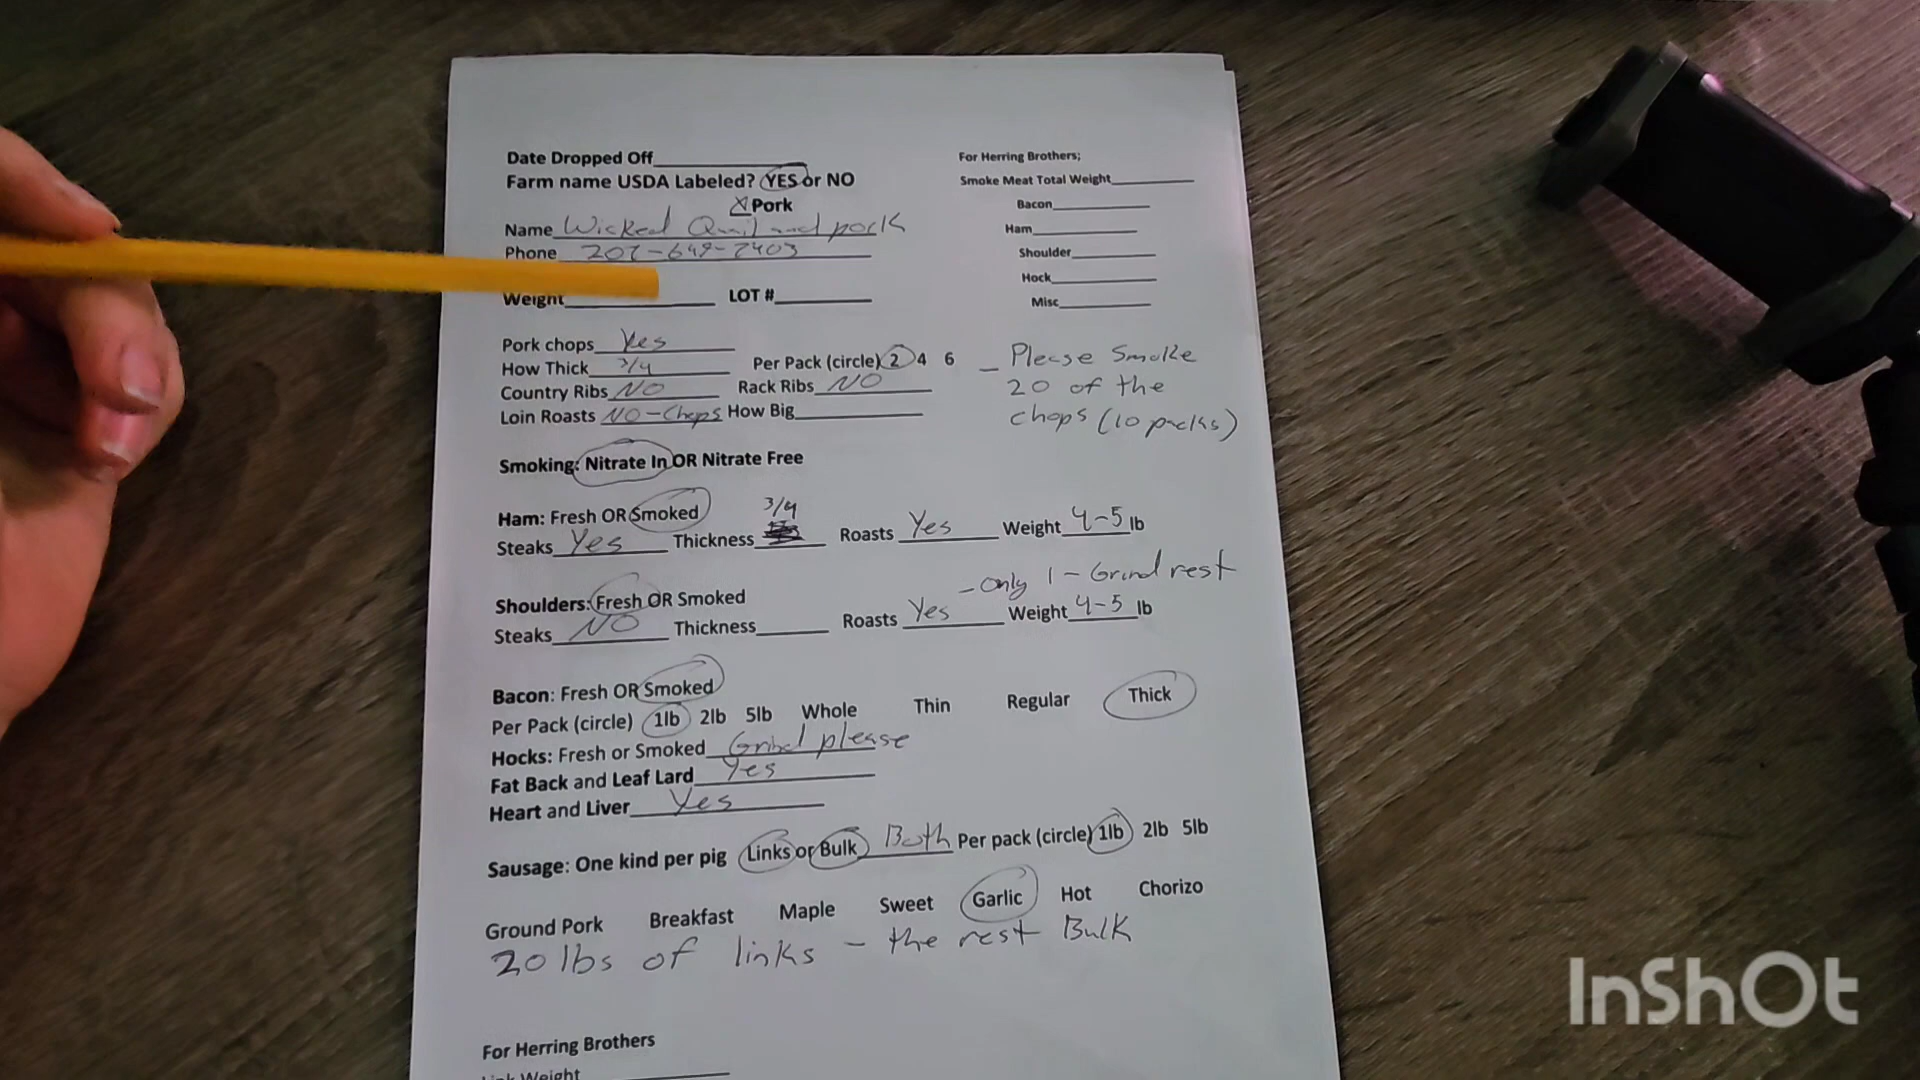 Date Dropped Off
Farm name USDA Labeled? YES or NO
X Pork
Name Wicked Quail and pork
Phone 207-649-7403
Weight LOT #
For Herring Brothers;
Smoke Meat Total Weight
Bacon
Ham
Shoulder
Hock
Misc
Pork chops Yes
How Thick 3/4 Per Pack (circle) 2 4 6
Country Ribs NO Rack Ribs NO
Loin Roasts NO-Chops How Big
- Please Smoke
20 of the
chops (10 packs)
Smoking: Nitrate In OR Nitrate Free
Ham: Fresh OR Smoked
Steaks Yes Thickness 3/4 Roasts Yes Weight 4-5 lb
- Only 1 - Grind rest
Shoulders: Fresh OR Smoked
Steaks NO Thickness Roasts Yes Weight 4-5 lb
Bacon: Fresh OR Smoked
Per Pack (circle) 1lb 2lb 5lb Whole Thin Regular Thick
Hocks: Fresh or Smoked Grind please
Fat Back and Leaf Lard Yes
Heart and Liver Yes
Sausage: One kind per pig Links or Bulk Both Per pack (circle) 1lb 2lb 5lb
Ground Pork Breakfast Maple Sweet Garlic Hot Chorizo
20 lbs of links - the rest Bulk
For Herring Brothers
Link Weight
InShOt